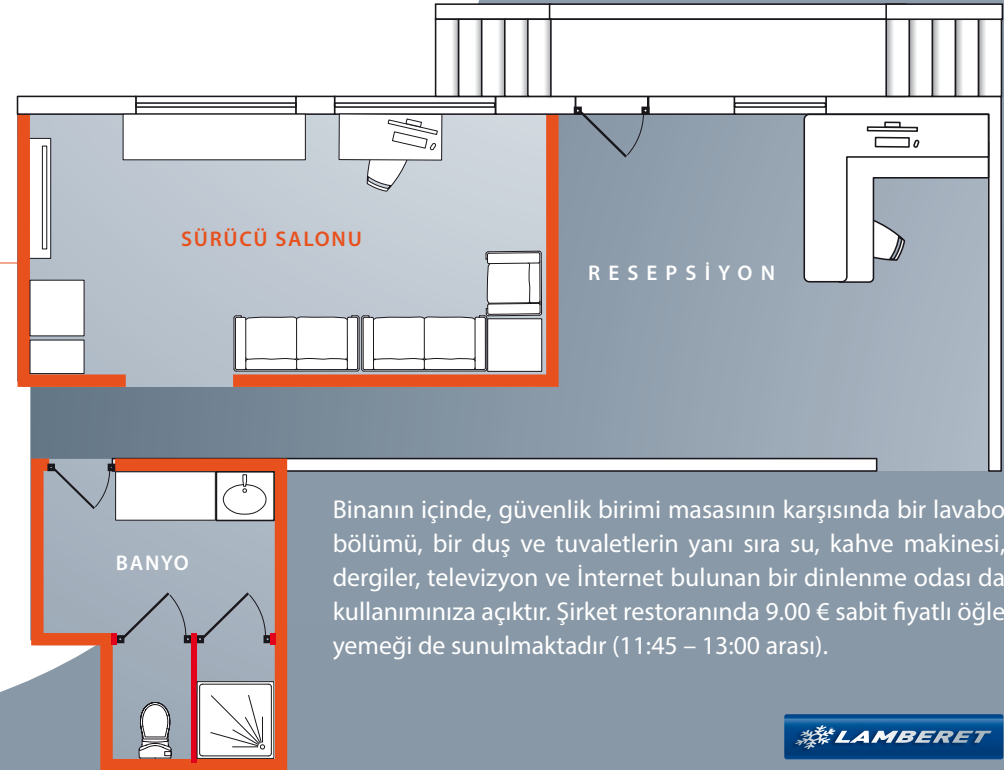 SÜRÜCÜ SALONU
RESEPSİYON
BANYO
Binanın içinde, güvenlik birimi masasının karşısında bir lavabo
bölümü, bir duş ve tuvaletlerin yanı sıra su, kahve makinesi,
dergiler, televizyon ve İnternet bulunan bir dinlenme odası da
kullanımınıza açıktır. Şirket restoranında 9.00 € sabit fiyatlı öğle
yemeği de sunulmaktadır (11:45 – 13:00 arası).
LAMBERET